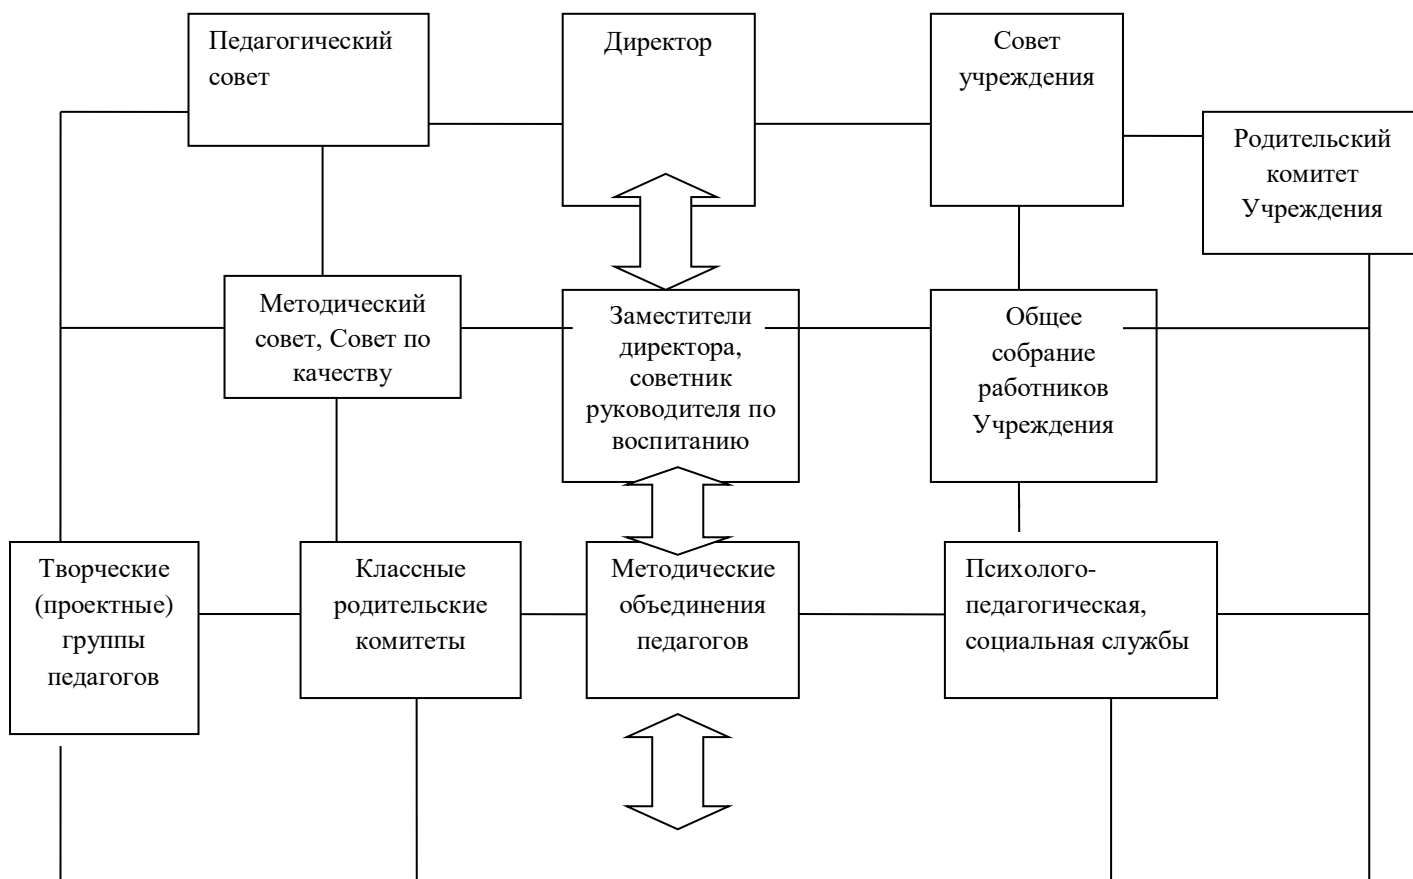 Педагогический
совет
Директор
Совет
учреждения
Родительский
комитет
Учреждения
Методический
совет, Совет по
качеству
Заместители
директора,
советник
руководителя по
воспитанию
Общее
собрание
работников
Учреждения
Творческие
(проектные)
группы
педагогов
Классные
родительские
комитеты
Методические
объединения
педагогов
Психолого-
педагогическая,
социальная службы